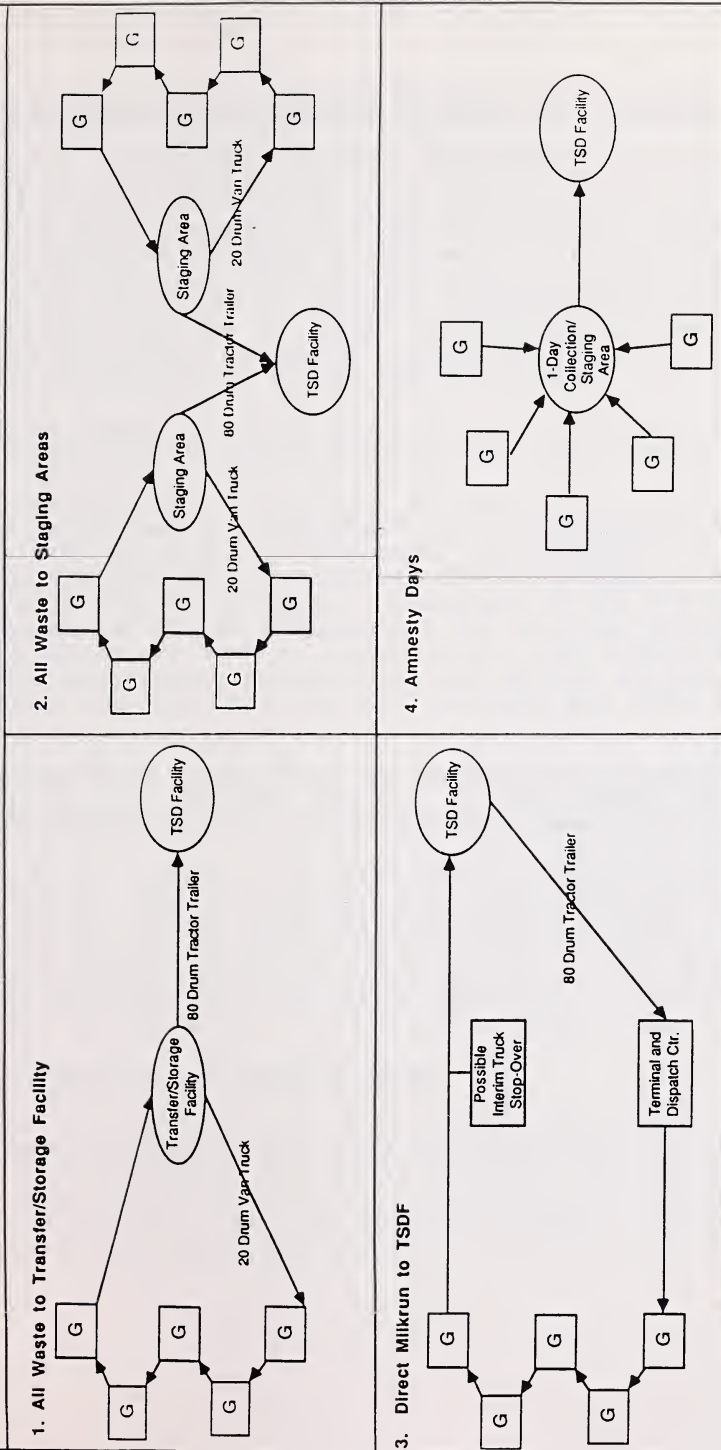 1. All Waste to Transfer/Storage Facility
G
G
G
G
G
Transfer/Storage
Facility
20 Drum Van Truck
80 Drum Tractor Trailer
TSD Facility
2. All Waste to Staging Areas
G
G
G
G
G
Staging Area
20 Drum Van Truck
80 Drum Tractor Trailer
TSD Facility
Staging Area
20 Drum Van Truck
G
G
G
G
G
3. Direct Milkrun to TSDF
G
G
G
G
G
Possible
Interim Truck
Stop-Over
TSD Facility
80 Drum Tractor Trailer
Terminal and
Dispatch Ctr.
4. Amnesty Days
G
G
G
G
G
G
1-Day
Collection/
Staging
Area
TSD Facility